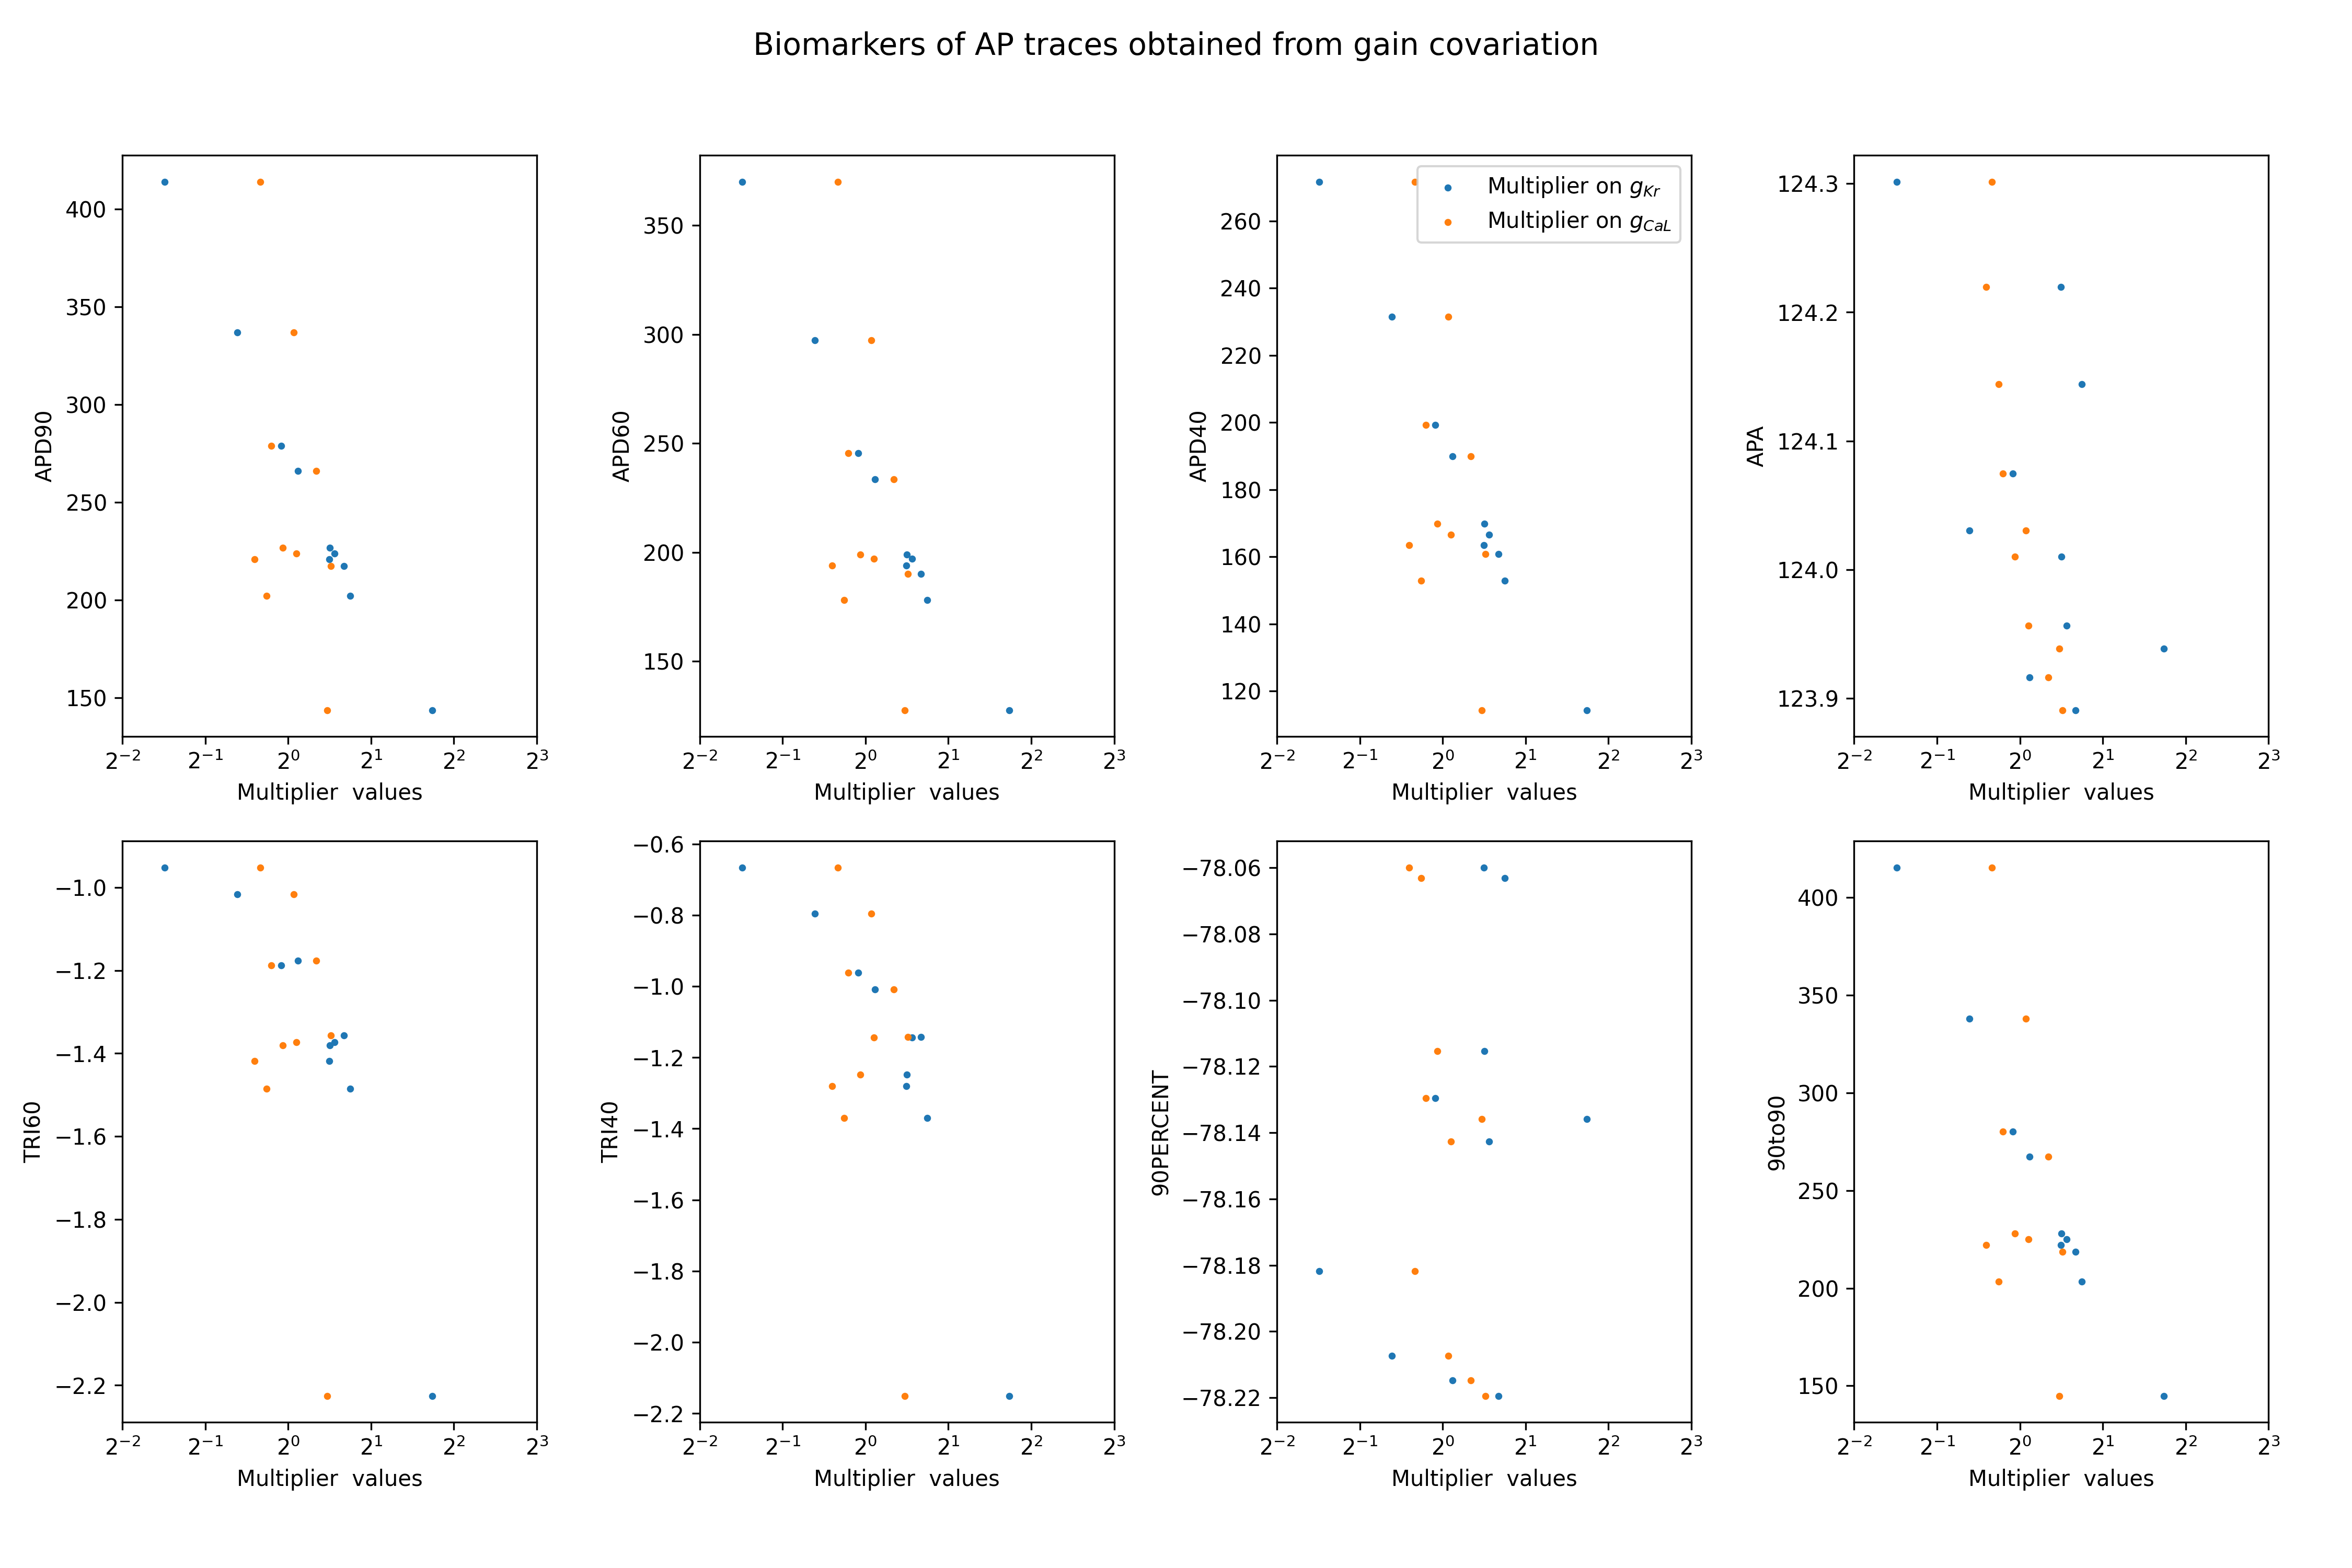 Biomarkers of AP traces obtained from gain covariation
APD90
400
350
300
250
200
150
2⁻² 2⁻¹ 2⁰ 2¹ 2² 2³
Multiplier values
APD60
350
300
250
200
150
2⁻² 2⁻¹ 2⁰ 2¹ 2² 2³
Multiplier values
APD40
260
240
220
200
180
160
140
120
Multiplier on g_Kr
Multiplier on g_CaL
2⁻² 2⁻¹ 2⁰ 2¹ 2² 2³
Multiplier values
APA
124.3
124.2
124.1
124.0
123.9
2⁻² 2⁻¹ 2⁰ 2¹ 2² 2³
Multiplier values
TRI60
−1.0
−1.2
−1.4
−1.6
−1.8
−2.0
−2.2
2⁻² 2⁻¹ 2⁰ 2¹ 2² 2³
Multiplier values
TRI40
−0.6
−0.8
−1.0
−1.2
−1.4
−1.6
−1.8
−2.0
−2.2
2⁻² 2⁻¹ 2⁰ 2¹ 2² 2³
Multiplier values
90PERCENT
−78.06
−78.08
−78.10
−78.12
−78.14
−78.16
−78.18
−78.20
−78.22
2⁻² 2⁻¹ 2⁰ 2¹ 2² 2³
Multiplier values
90to90
400
350
300
250
200
150
2⁻² 2⁻¹ 2⁰ 2¹ 2² 2³
Multiplier values